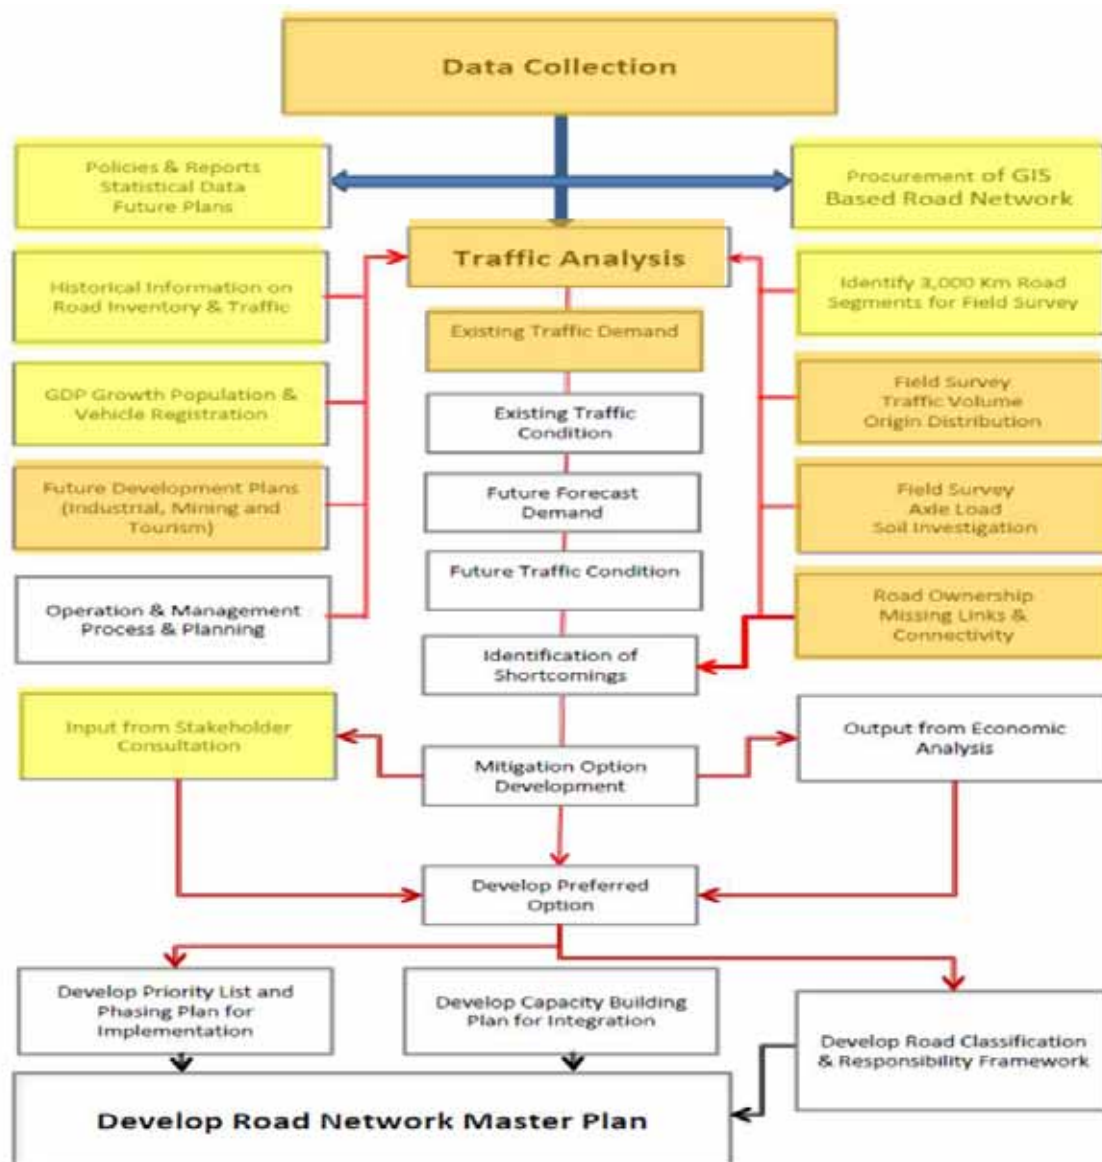 Data Collection
Policies & Reports
Statistical Data
Future Plans
Procurement of GIS
Based Road Network
Traffic Analysis
Historical Information on
Road Inventory & Traffic
Identify 3,000 Km Road
Segments for Field Survey
Existing Traffic Demand
GDP Growth Population &
Vehicle Registration
Existing Traffic
Condition
Field Survey
Traffic Volume
Origin Distribution
Future Development Plans
(Industrial, Mining and
Tourism)
Future Forecast
Demand
Field Survey
Axle Load
Soil Investigation
Future Traffic Condition
Operation & Management
Process & Planning
Road Ownership
Missing Links &
Connectivity
Identification of
Shortcomings
Input from Stakeholder
Consultation
Mitigation Option
Development
Output from Economic
Analysis
Develop Preferred
Option
Develop Priority List and
Phasing Plan for
Implementation
Develop Capacity Building
Plan for Integration
Develop Road Classification
& Responsibility Framework
Develop Road Network Master Plan